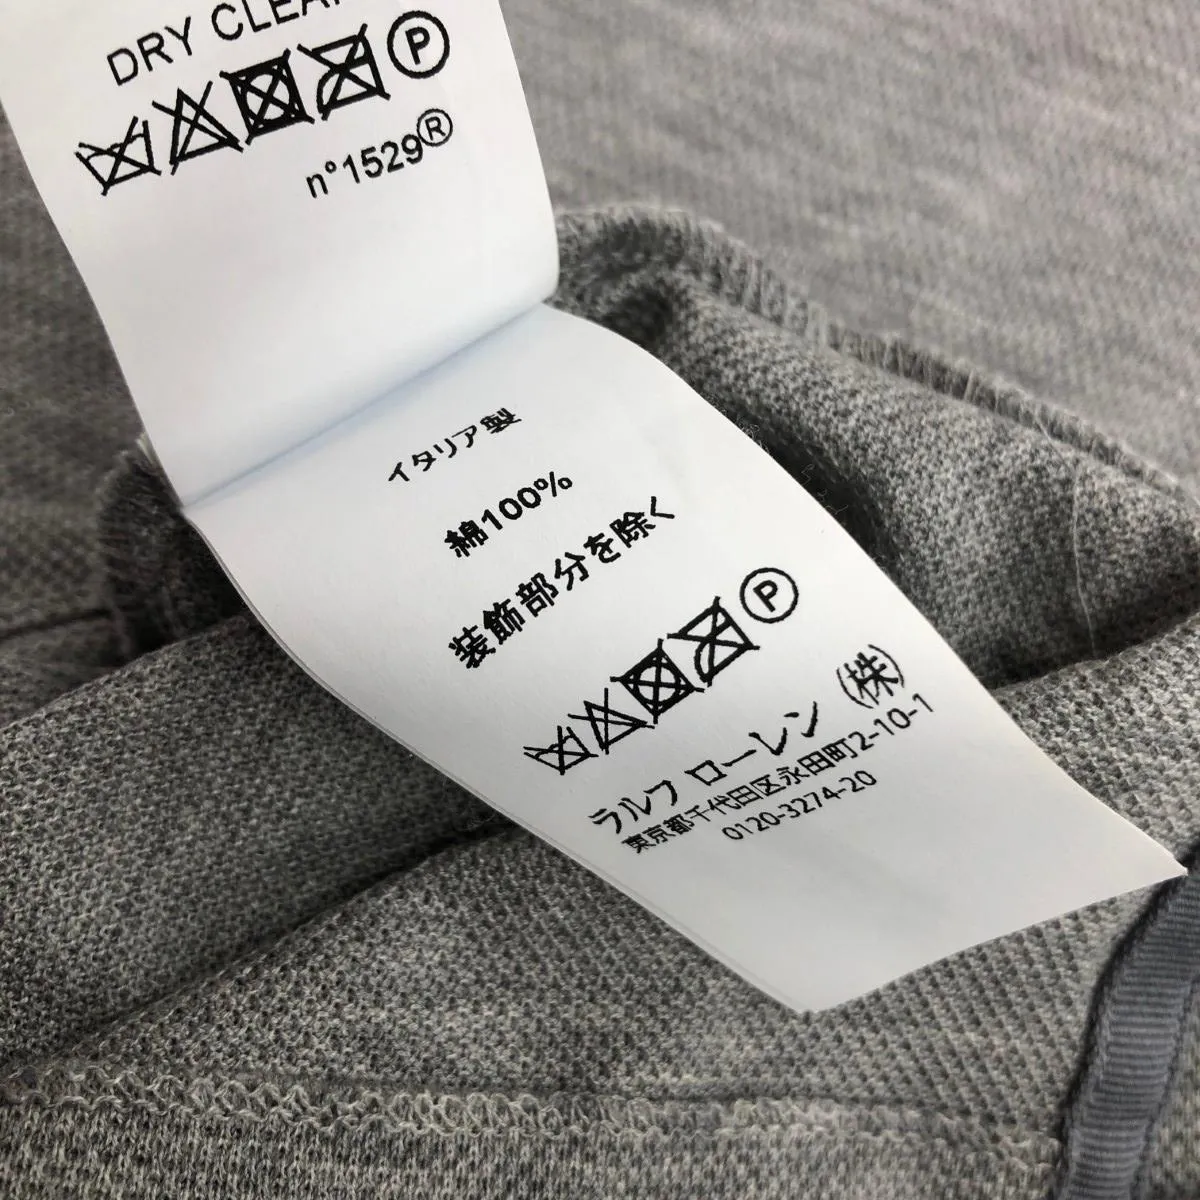 DRY CLEAN
P
n°1529®
イタリア製
綿100%
装飾部分を除く
P
ラルフ ローレン (株)
東京都千代田区永田町2-10-1
0120-3274-20